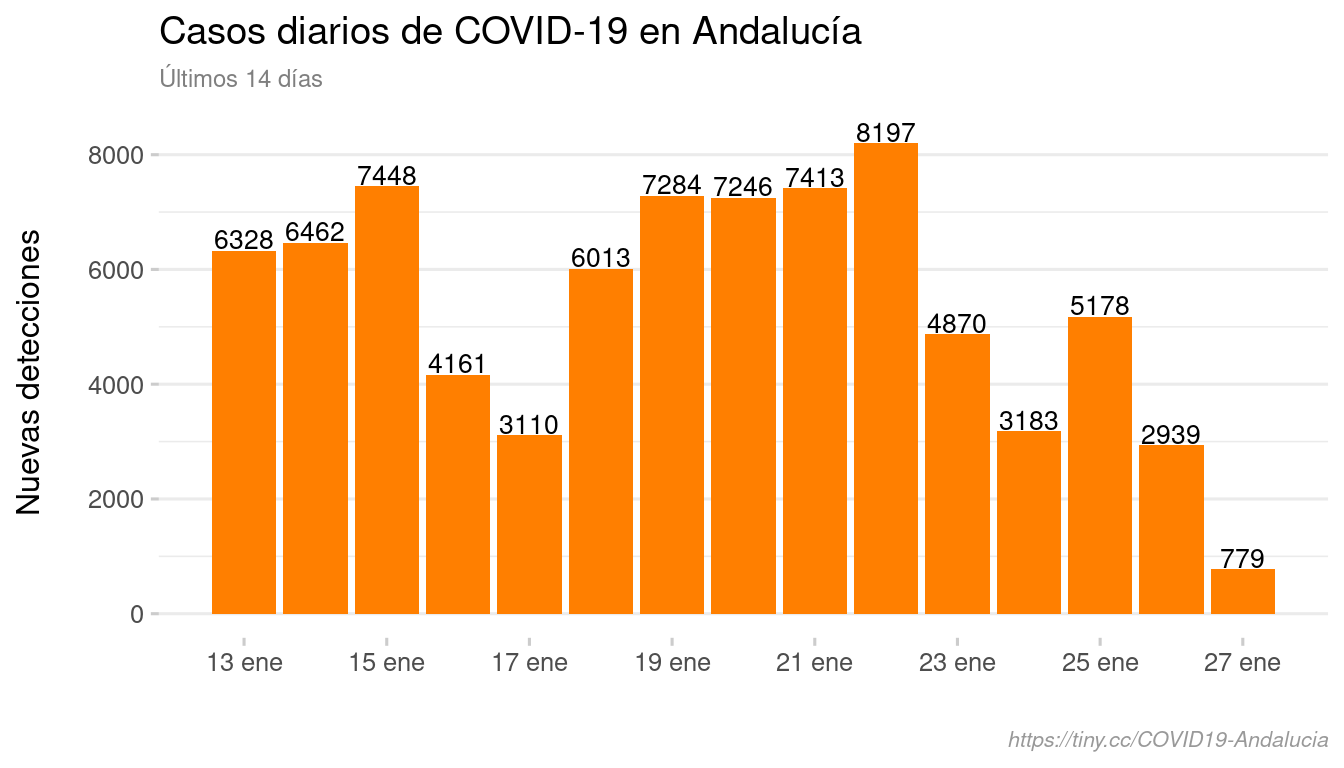 Casos diarios de COVID-19 en Andalucía
Últimos 14 días
Nuevas detecciones
8000
6000
4000
2000
0
6328
6462
7448
4161
3110
6013
7284
7246
7413
8197
4870
3183
5178
2939
779
13 ene
15 ene
17 ene
19 ene
21 ene
23 ene
25 ene
27 ene
https://tiny.cc/COVID19-Andalucia